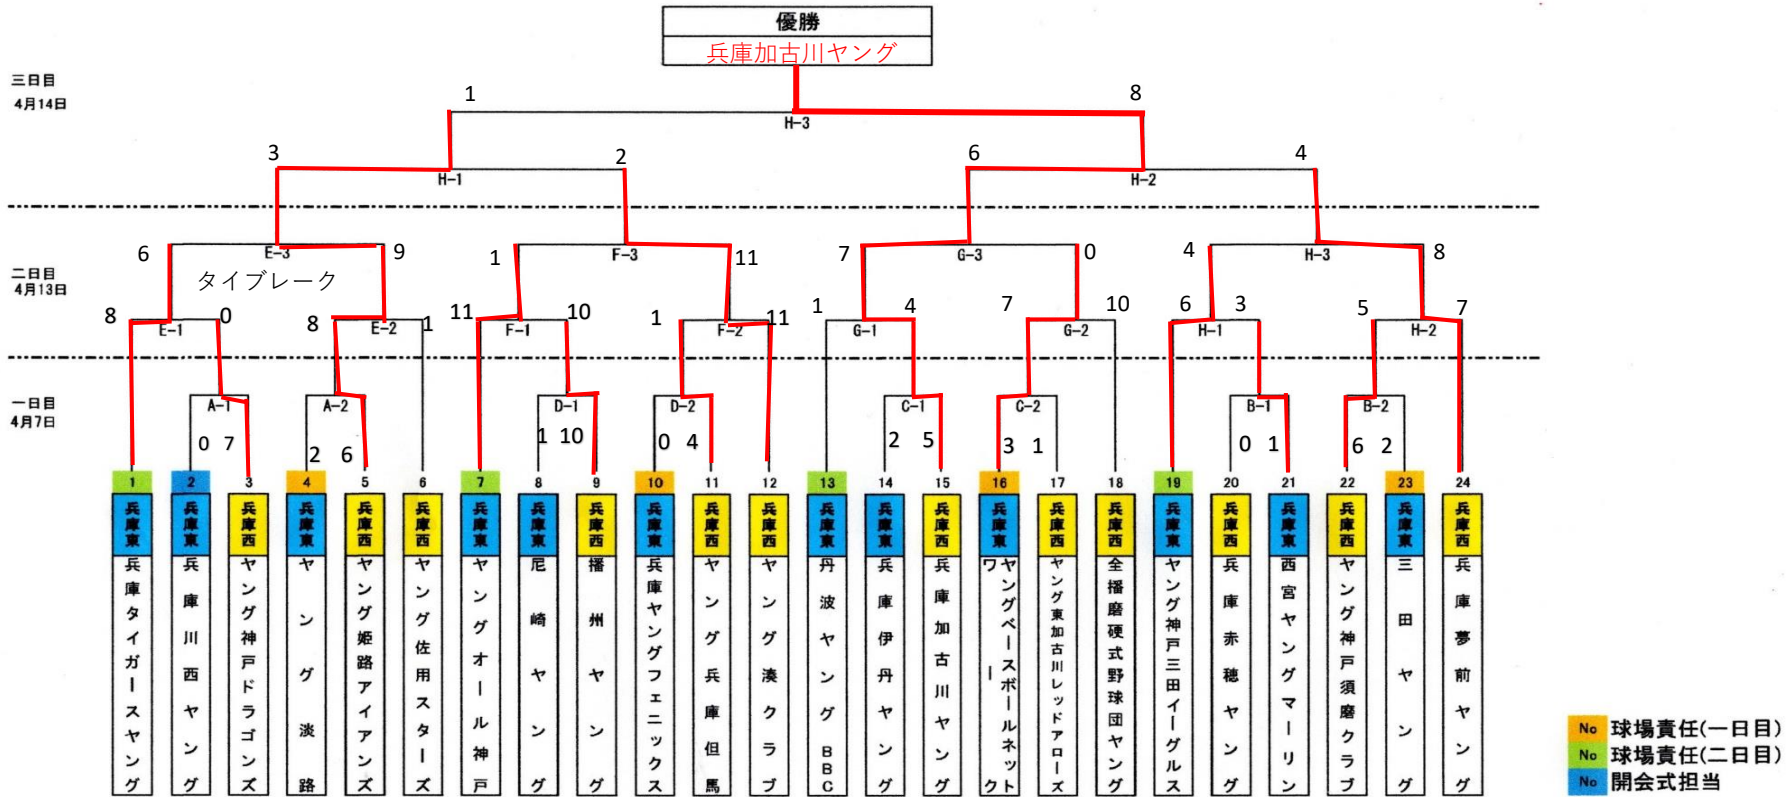 優勝
兵庫加古川ヤング
三日目
4月14日
1
8
H-3
3
2
6
4
H-1
H-2
二日目
4月13日
6
E-3
9
1
F-3
11
7
G-3
0
4
H-3
8
タイブレーク
8
E-1
0
8
E-2
1
11
F-1
10
1
F-2
11
1
G-1
4
7
G-2
10
6
H-1
3
5
H-2
7
一日目
4月7日
A-1
A-2
D-1
D-2
C-1
C-2
B-1
B-2
0 7
2 6
1 10
0 4
2 5
3 1
0 1
6 2
1 2 3 4 5 6 7 8 9 10 11 12 13 14 15 16 17 18 19 20 21 22 23 24
兵庫東
兵庫タイガースヤング
兵庫東
兵庫川西ヤング
兵庫西
ヤング神戸ドラゴンズ
兵庫東
ヤング淡路
兵庫西
ヤング姫路アイアンズ
兵庫西
ヤング佐用スターズ
兵庫東
ヤングオール神戸
兵庫東
尼崎ヤング
兵庫西
播州ヤング
兵庫東
兵庫ヤングフェニックス
兵庫西
ヤング兵庫但馬
兵庫西
ヤング湊クラブ
兵庫東
丹波ヤングBBC
兵庫東
兵庫伊丹ヤング
兵庫西
兵庫加古川ヤング
兵庫東
ヤングベースボールネット
ワーク
兵庫西
ヤング東加古川レッドアローズ
兵庫西
全播磨硬式野球団ヤング
兵庫東
ヤング神戸三田イーグルス
兵庫西
兵庫赤穂ヤング
兵庫東
西宮ヤングマーリン
兵庫西
ヤング神戸須磨クラブ
兵庫東
三田ヤング
兵庫西
兵庫夢前ヤング
No 球場責任(一日目)
No 球場責任(二日目)
No 開会式担当